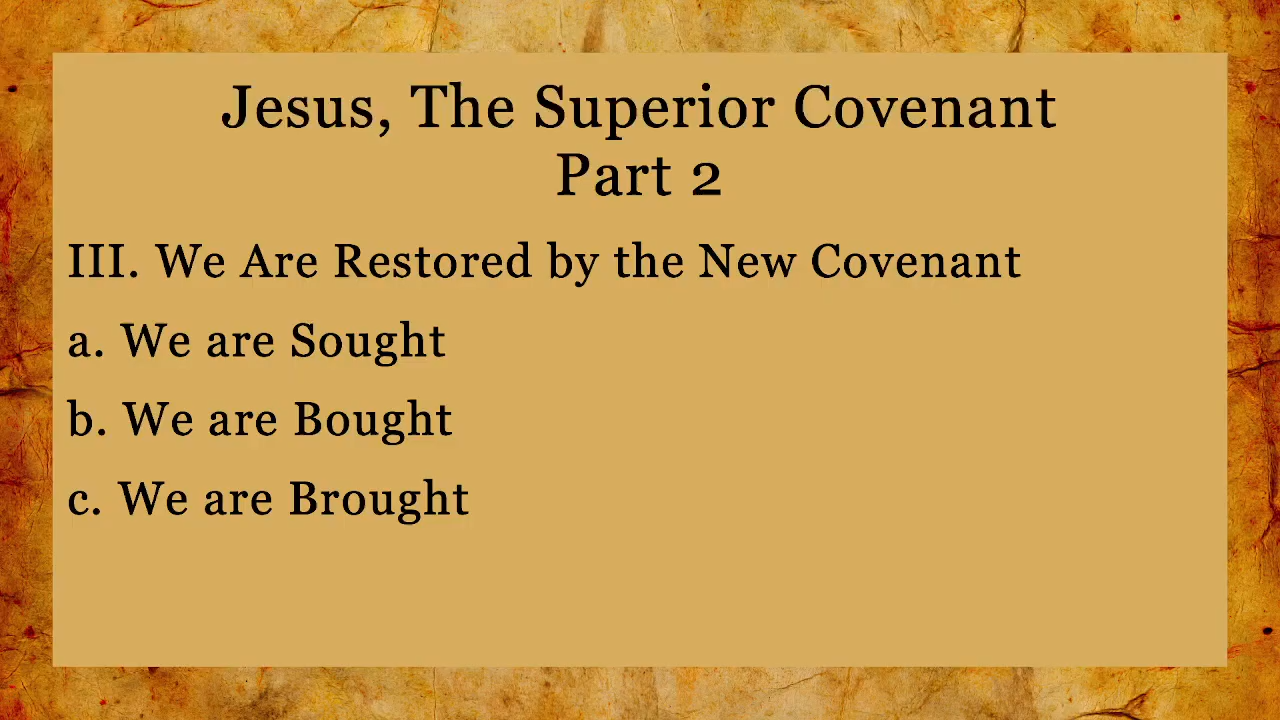 Jesus, The Superior Covenant
Part 2
III. We Are Restored by the New Covenant
a. We are Sought
b. We are Bought
c. We are Brought